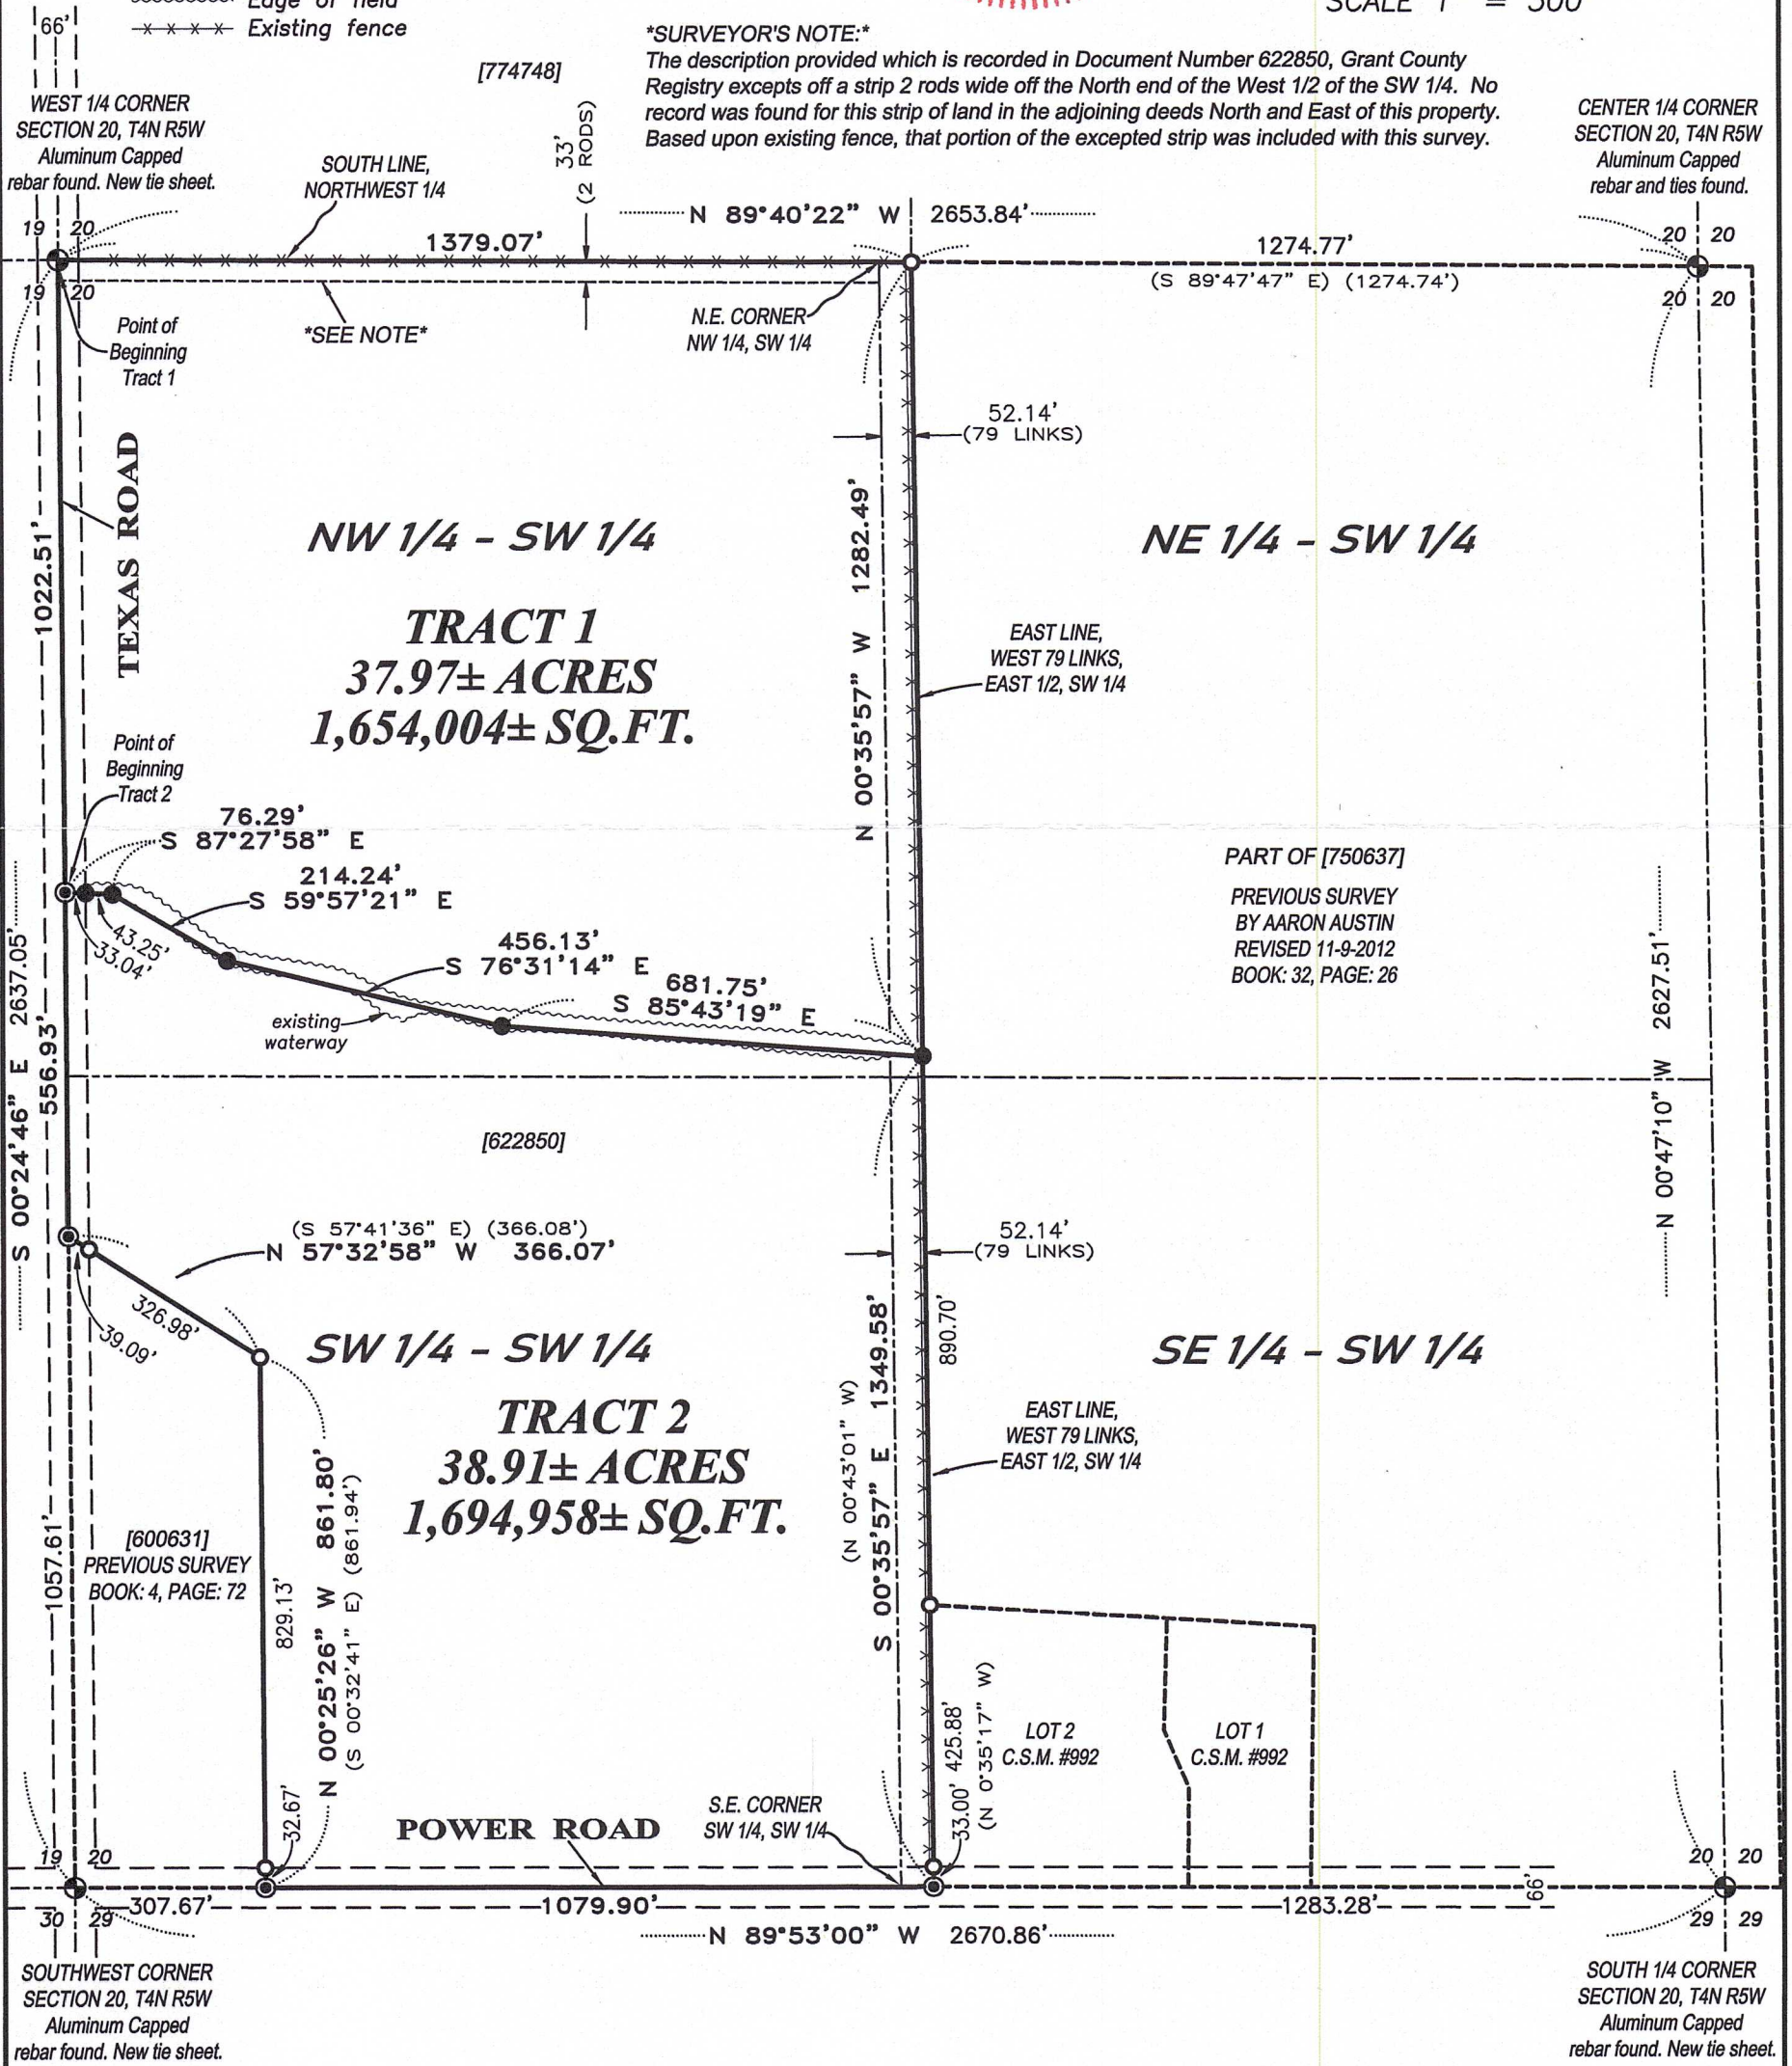 Edge of field
66'
Existing fence
SCALE 1" = 300'
*SURVEYOR'S NOTE:*
The description provided which is recorded in Document Number 622850, Grant County
Registry excepts off a strip 2 rods wide off the North end of the West 1/2 of the SW 1/4. No
record was found for this strip of land in the adjoining deeds North and East of this property.
Based upon existing fence, that portion of the excepted strip was included with this survey.
[774748]
WEST 1/4 CORNER
SECTION 20, T4N R5W
Aluminum Capped
rebar found. New tie sheet.
SOUTH LINE,
NORTHWEST 1/4
33'
(2 RODS)
CENTER 1/4 CORNER
SECTION 20, T4N R5W
Aluminum Capped
rebar and ties found.
N 89°40'22" W 2653.84'
19 20
1379.07'
1274.77'
(S 89°47'47" E) (1274.74')
20 20
19 20
20 20
Point of
Beginning
Tract 1
*SEE NOTE*
N.E. CORNER
NW 1/4, SW 1/4
52.14'
(79 LINKS)
TEXAS ROAD
1022.51'
N 00°35'57" W 1282.49'
NW 1/4 - SW 1/4
NE 1/4 - SW 1/4
TRACT 1
37.97± ACRES
1,654,004± SQ.FT.
EAST LINE,
WEST 79 LINKS,
EAST 1/2, SW 1/4
Point of
Beginning
Tract 2
76.29'
S 87°27'58" E
214.24'
S 59°57'21" E
43.25'
33.04'
456.13'
S 76°31'14" E
681.75'
S 85°43'19" E
existing
waterway
PART OF [750637]
PREVIOUS SURVEY
BY AARON AUSTIN
REVISED 11-9-2012
BOOK: 32, PAGE: 26
S 00°24'46" E 2637.05'
556.93'
N 00°47'10" W 2627.51'
[622850]
(S 57°41'36" E) (366.08')
N 57°32'58" W 366.07'
52.14'
(79 LINKS)
326.98'
39.09'
890.70'
SW 1/4 - SW 1/4
SE 1/4 - SW 1/4
TRACT 2
38.91± ACRES
1,694,958± SQ.FT.
(N 00°43'01" W)
S 00°35'57" E 1349.58'
EAST LINE,
WEST 79 LINKS,
EAST 1/2, SW 1/4
1057.61'
[600631]
PREVIOUS SURVEY
BOOK: 4, PAGE: 72
829.13'
N 00°25'26" W 861.80'
(S 00°32'41" E) (861.94')
32.67'
33.00' 425.88'
(N 0°35'17" W)
LOT 2
C.S.M. #992
LOT 1
C.S.M. #992
POWER ROAD
S.E. CORNER
SW 1/4, SW 1/4
19 20
20 20
307.67'
1079.90'
1283.28'
66'
30 29
29 29
N 89°53'00" W 2670.86'
SOUTHWEST CORNER
SECTION 20, T4N R5W
Aluminum Capped
rebar found. New tie sheet.
SOUTH 1/4 CORNER
SECTION 20, T4N R5W
Aluminum Capped
rebar found. New tie sheet.